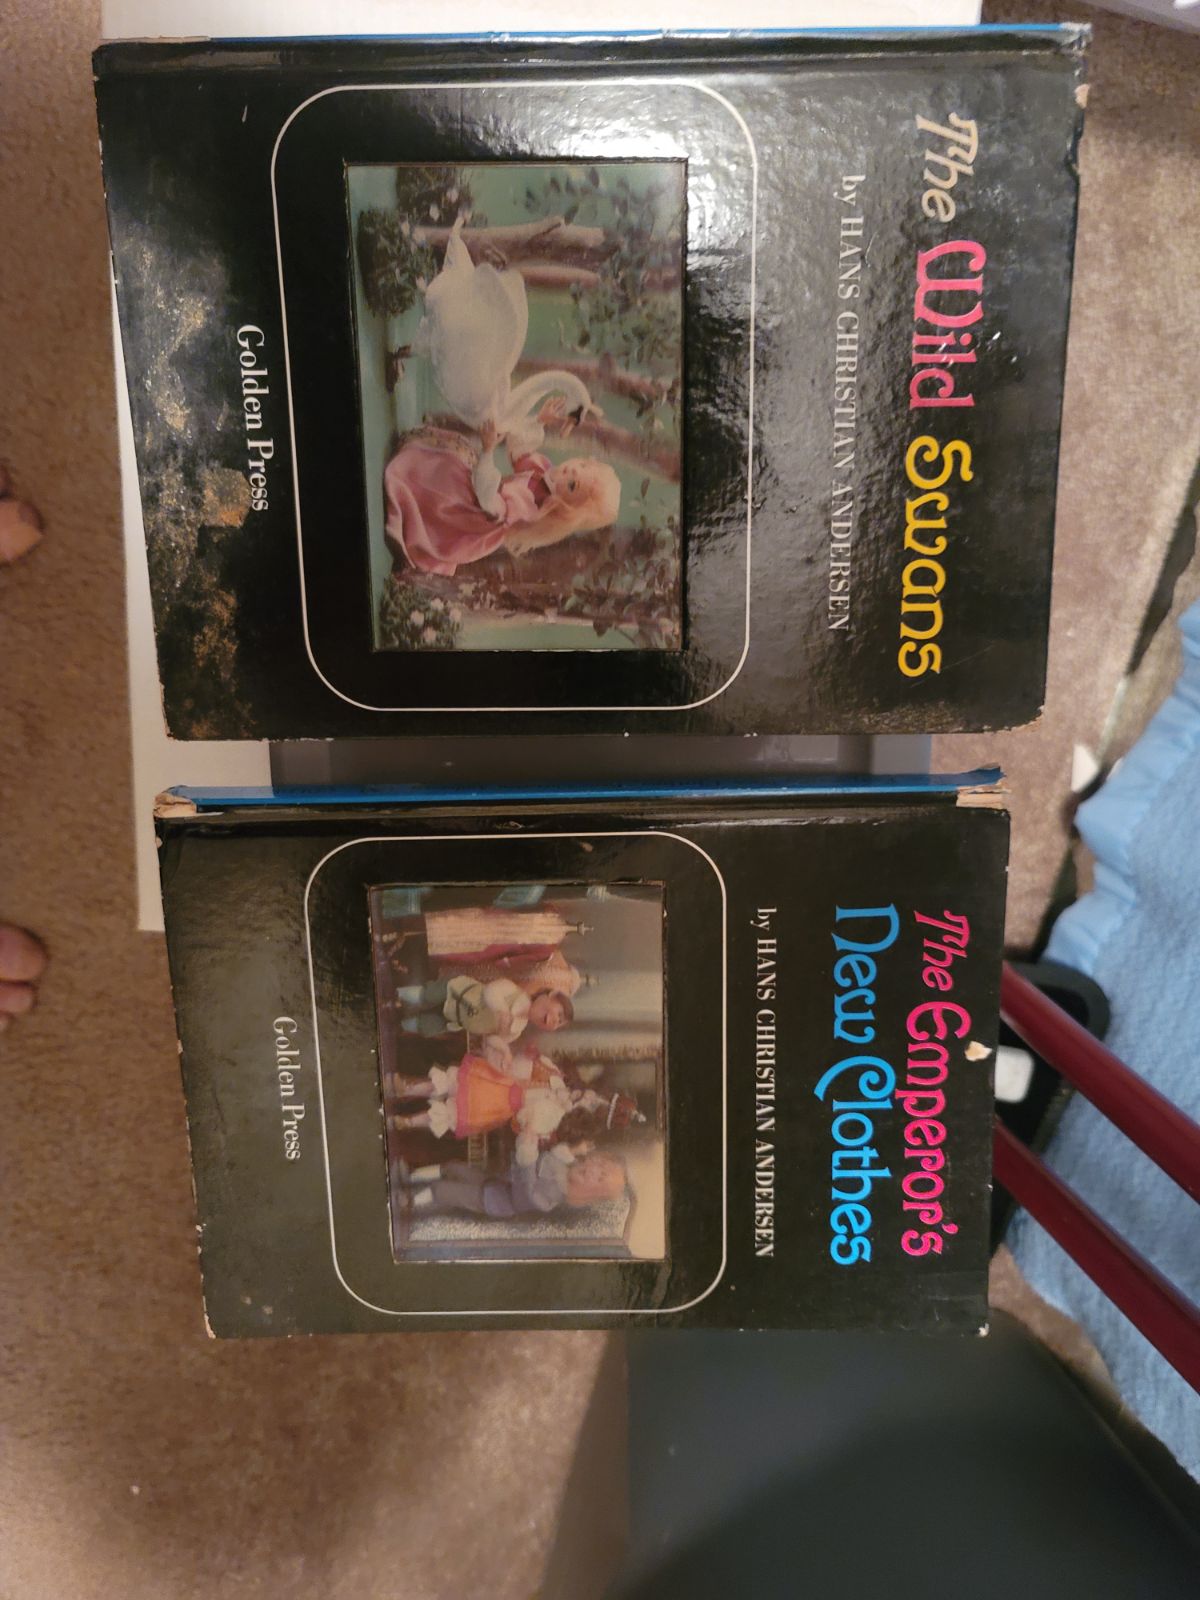 The Wild Swans
by HANS CHRISTIAN ANDERSEN
Golden Press
The Emperor's
New Clothes
by HANS CHRISTIAN ANDERSEN
Golden Press